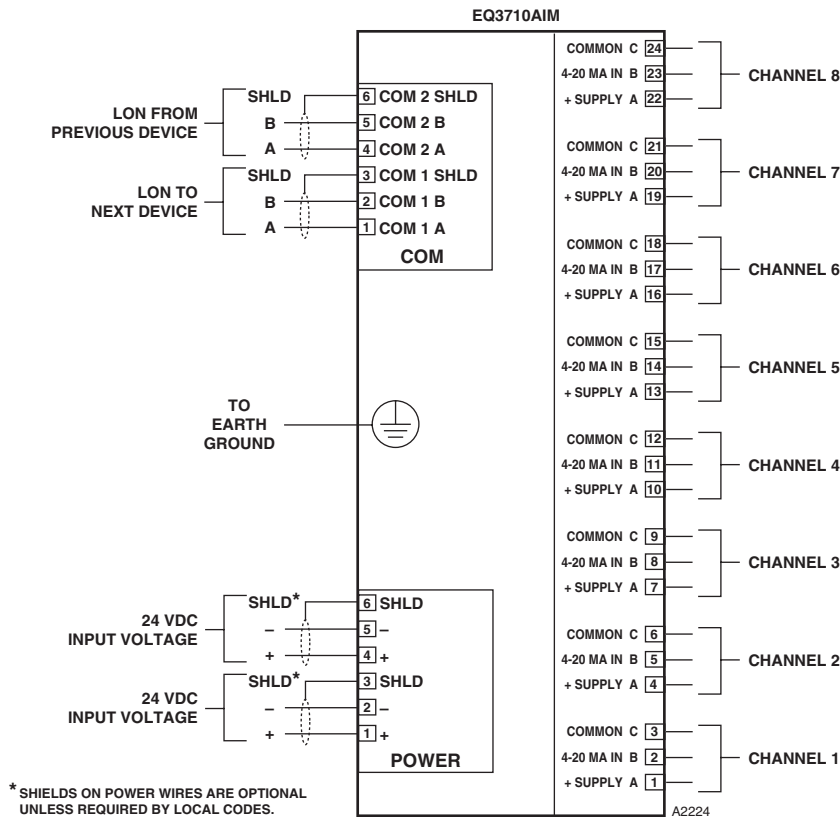 EQ3710AIM
LON FROM
PREVIOUS DEVICE
SHLD
B
A
6 COM 2 SHLD
5 COM 2 B
4 COM 2 A
LON TO
NEXT DEVICE
SHLD
B
A
3 COM 1 SHLD
2 COM 1 B
1 COM 1 A
COM
TO
EARTH
GROUND
24 VDC
INPUT VOLTAGE
SHLD*
–
+
6 SHLD
5 –
4 +
24 VDC
INPUT VOLTAGE
SHLD*
–
+
3 SHLD
2 –
1 +
POWER
COMMON C 24
4-20 MA IN B 23
+ SUPPLY A 22
CHANNEL 8
COMMON C 21
4-20 MA IN B 20
+ SUPPLY A 19
CHANNEL 7
COMMON C 18
4-20 MA IN B 17
+ SUPPLY A 16
CHANNEL 6
COMMON C 15
4-20 MA IN B 14
+ SUPPLY A 13
CHANNEL 5
COMMON C 12
4-20 MA IN B 11
+ SUPPLY A 10
CHANNEL 4
COMMON C 9
4-20 MA IN B 8
+ SUPPLY A 7
CHANNEL 3
COMMON C 6
4-20 MA IN B 5
+ SUPPLY A 4
CHANNEL 2
COMMON C 3
4-20 MA IN B 2
+ SUPPLY A 1
CHANNEL 1
* SHIELDS ON POWER WIRES ARE OPTIONAL
UNLESS REQUIRED BY LOCAL CODES.
A2224